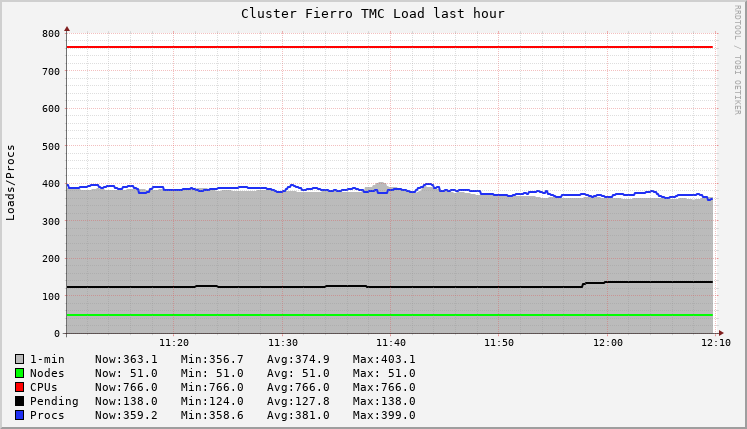 Cluster Fierro TMC Load last hour
RRDTOOL / TOBI OETIKER
Loads/Procs
800
700
600
500
400
300
200
100
0
11:20 11:30 11:40 11:50 12:00 12:10
1-min Now:363.1 Min:356.7 Avg:374.9 Max:403.1
Nodes Now: 51.0 Min: 51.0 Avg: 51.0 Max: 51.0
CPUs Now:766.0 Min:766.0 Avg:766.0 Max:766.0
Pending Now:138.0 Min:124.0 Avg:127.8 Max:138.0
Procs Now:359.2 Min:358.6 Avg:381.0 Max:399.0